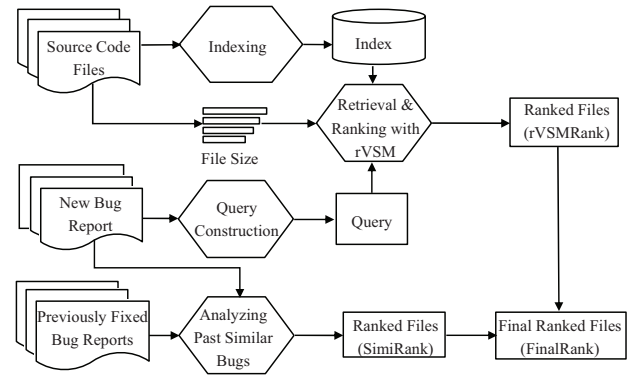 Source Code
Files
Indexing
Index
File Size
Retrieval &
Ranking with
rVSM
Ranked Files
(rVSMRank)
New Bug
Report
Query
Construction
Query
Previously Fixed
Bug Reports
Analyzing
Past Similar
Bugs
Ranked Files
(SimiRank)
Final Ranked Files
(FinalRank)